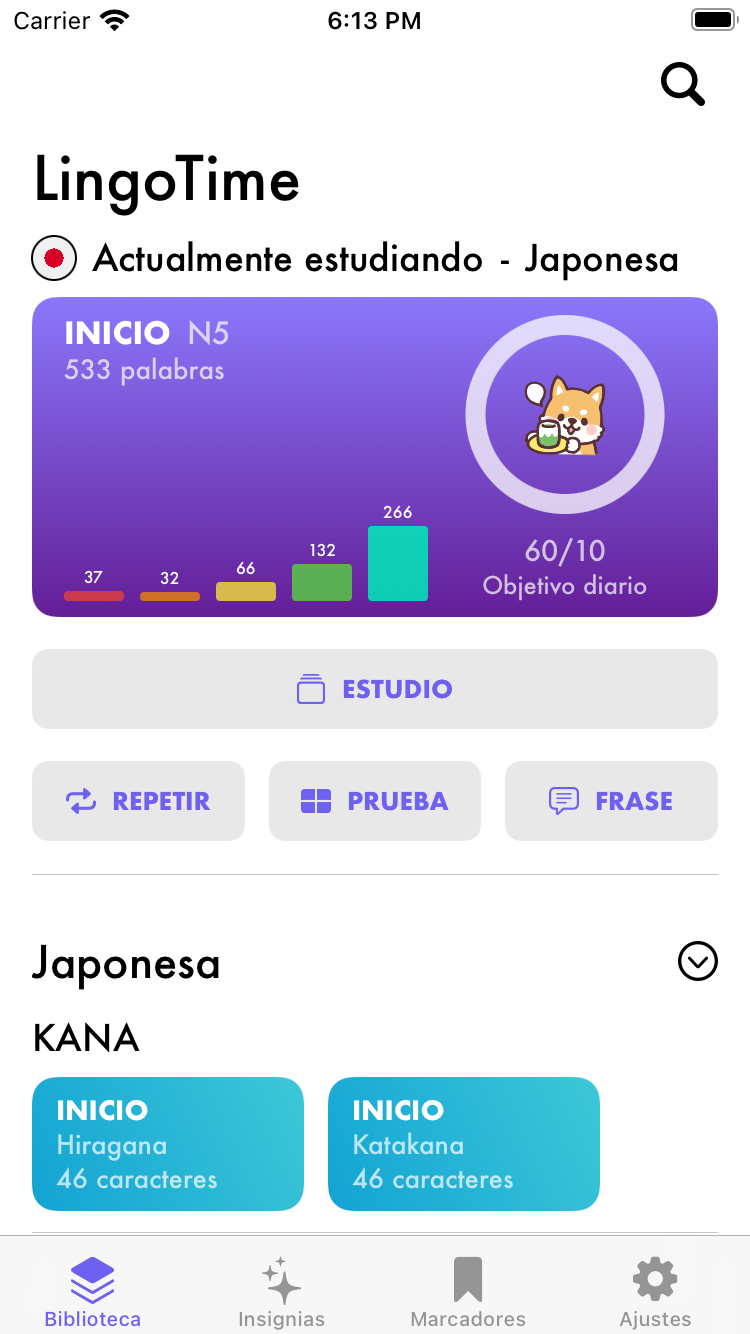 Carrier 6:13 PM
LingoTime
Actualmente estudiando - Japonesa
INICIO N5
533 palabras
37 32 66 132 266
60/10
Objetivo diario
ESTUDIO
REPETIR PRUEBA FRASE
Japonesa
KANA
INICIO
Hiragana
46 caracteres
INICIO
Katakana
46 caracteres
Biblioteca Insignias Marcadores Ajustes